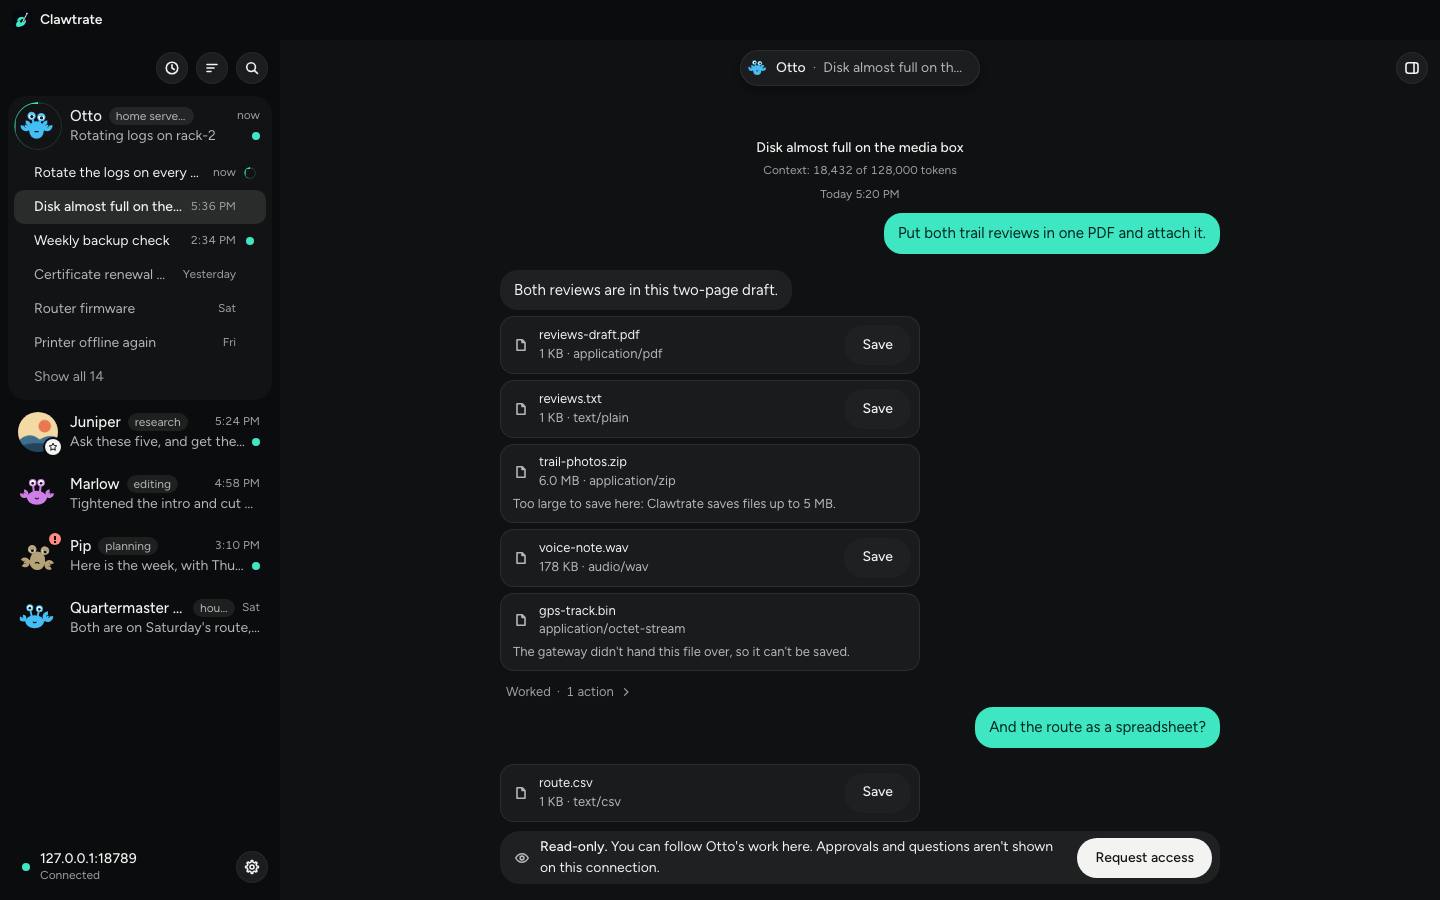 Clawtrate
Otto
home serve...
now
Rotating logs on rack-2
Rotate the logs on every ...
now
Disk almost full on the...
5:36 PM
Weekly backup check
2:34 PM
Certificate renewal ...
Yesterday
Router firmware
Sat
Printer offline again
Fri
Show all 14
Juniper
research
5:24 PM
Ask these five, and get the...
Marlow
editing
4:58 PM
Tightened the intro and cut ...
Pip
planning
3:10 PM
Here is the week, with Thu...
Quartermaster ...
hou...
Sat
Both are on Saturday's route,...
127.0.0.1:18789
Connected
Otto · Disk almost full on th...
Disk almost full on the media box
Context: 18,432 of 128,000 tokens
Today 5:20 PM
Put both trail reviews in one PDF and attach it.
Both reviews are in this two-page draft.
reviews-draft.pdf
1 KB · application/pdf
Save
reviews.txt
1 KB · text/plain
Save
trail-photos.zip
6.0 MB · application/zip
Too large to save here: Clawtrate saves files up to 5 MB.
voice-note.wav
178 KB · audio/wav
Save
gps-track.bin
application/octet-stream
The gateway didn't hand this file over, so it can't be saved.
Worked · 1 action
And the route as a spreadsheet?
route.csv
1 KB · text/csv
Save
Read-only. You can follow Otto's work here. Approvals and questions aren't shown
on this connection.
Request access